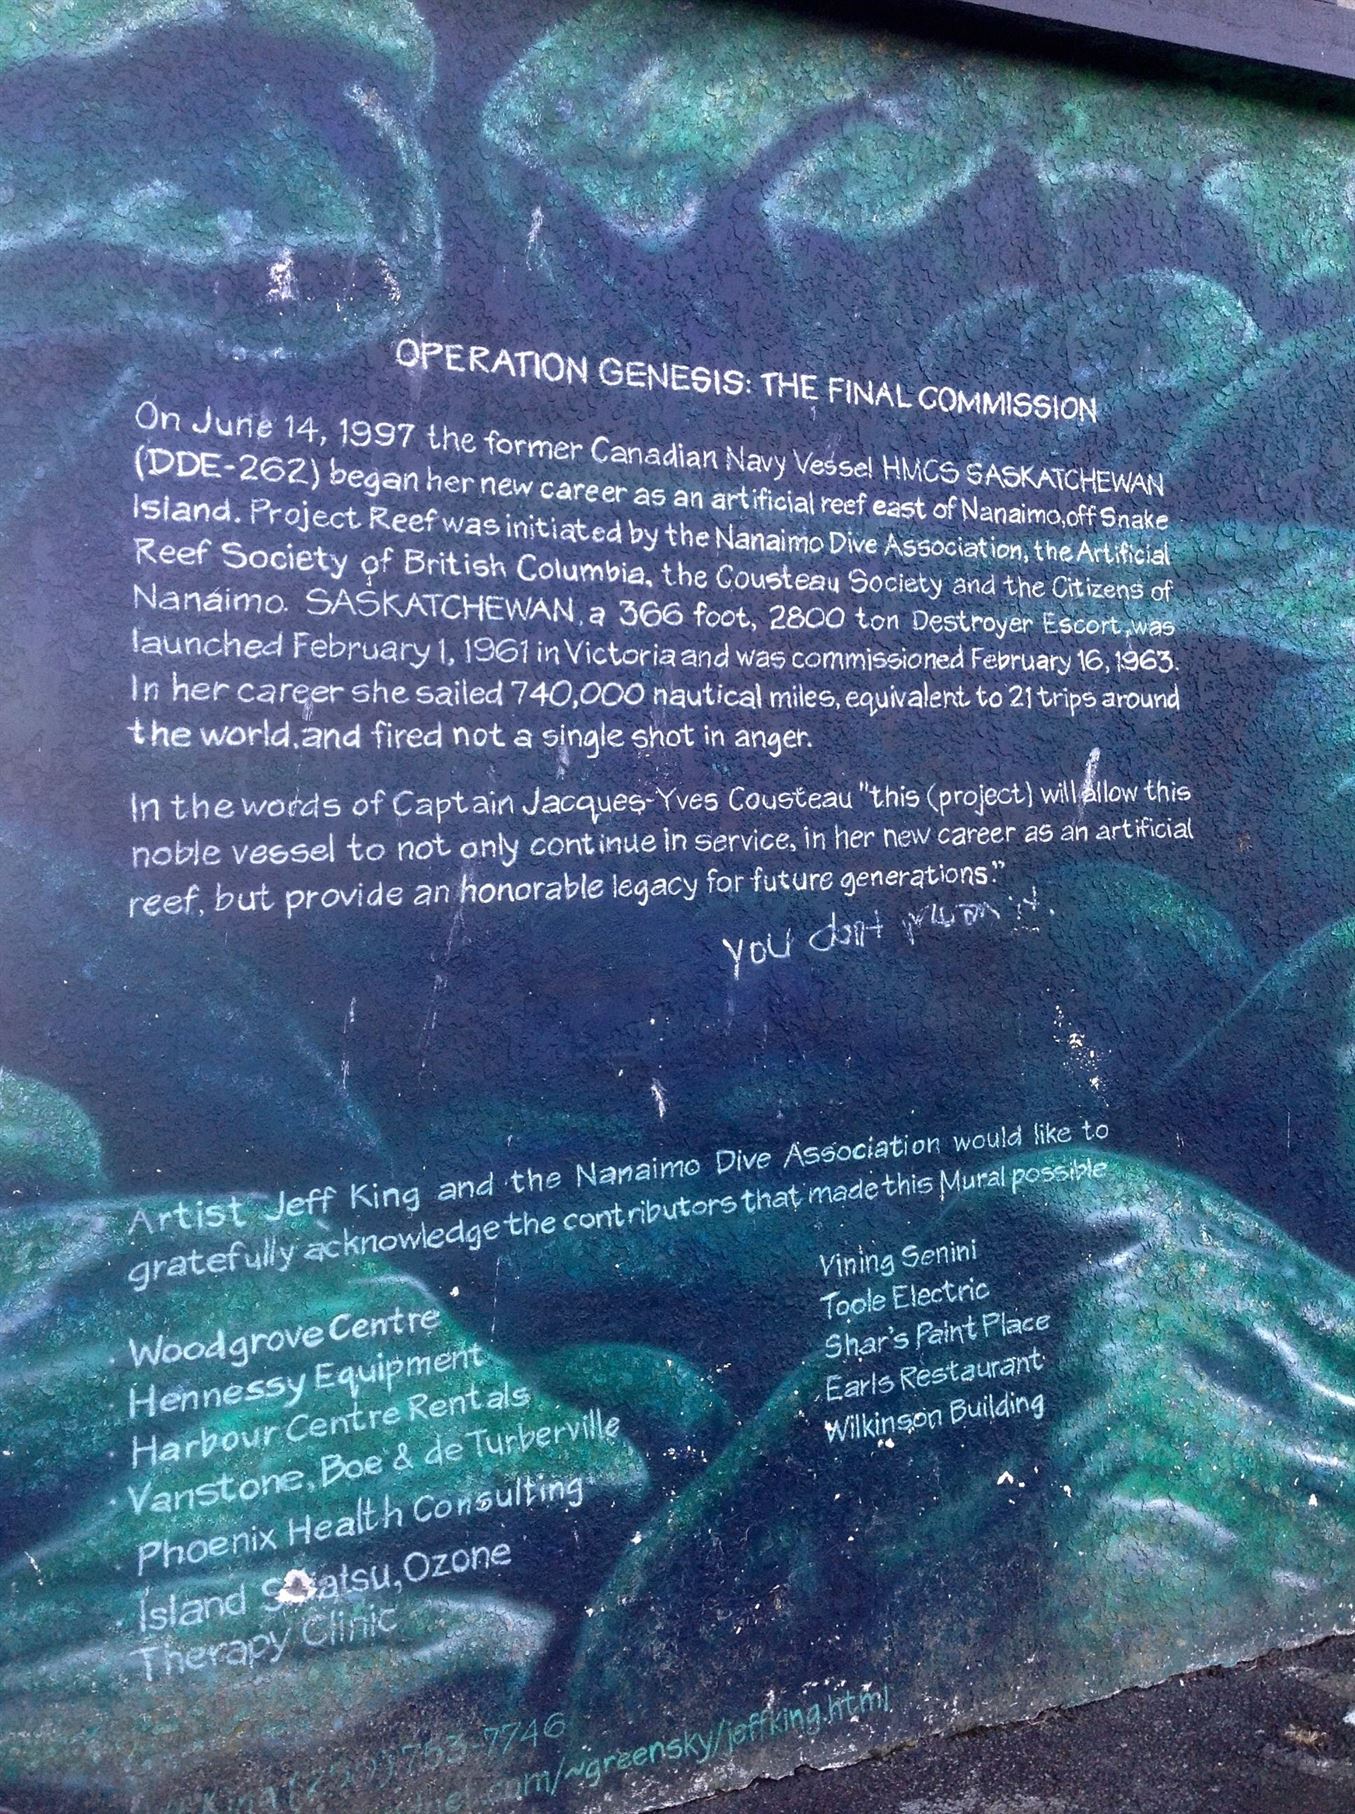 OPERATION GENESIS: THE FINAL COMMISSION
On June 14, 1997 the former Canadian Navy Vessel HMCS SASKATCHEWAN
(DDE-262) began her new career as an artificial reef east of Nanaimo, off Snake
Island. Project Reef was initiated by the Nanaimo Dive Association, the Artificial
Reef Society of British Columbia, the Cousteau Society and the Citizens of
Nanaimo. SASKATCHEWAN, a 366 foot, 2800 ton Destroyer Escort, was
launched February 1, 1961 in Victoria and was commissioned February 16, 1963.
In her career she sailed 740,000 nautical miles, equivalent to 21 trips around
the world, and fired not a single shot in anger.
In the words of Captain Jacques-Yves Cousteau "this (project) will allow this
noble vessel to not only continue in service, in her new career as an artificial
reef, but provide an honorable legacy for future generations."
you don't it.
Artist Jeff King and the Nanaimo Dive Association would like to
gratefully acknowledge the contributors that made this Mural possible
Woodgrove Centre
Hennessy Equipment
Harbour Centre Rentals
Vanstone, Boe & de Turberville
Phoenix Health Consulting
Island Ozone
Therapy Clinic
Vining Senini
Toole Electric
Shar's Paint Place
Earls Restaurant
Wilkinson Building
King 753-7746
.com/~greensky/jeffking.html